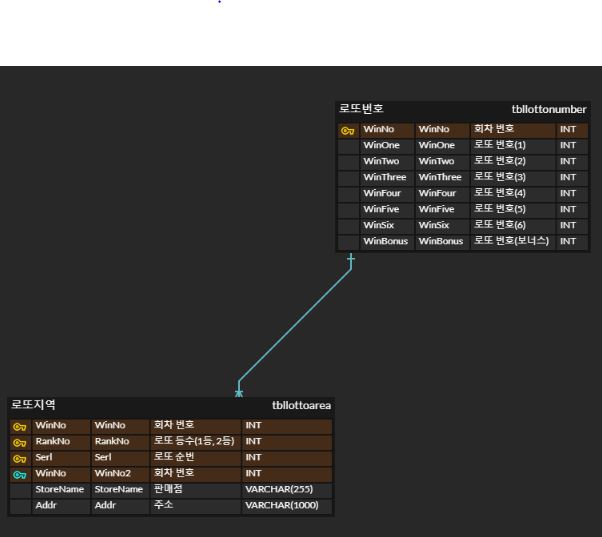 로또번호 tbllottonumber
WinNo WinNo 회차 번호 INT
WinOne WinOne 로또 번호(1) INT
WinTwo WinTwo 로또 번호(2) INT
WinThree WinThree 로또 번호(3) INT
WinFour WinFour 로또 번호(4) INT
WinFive WinFive 로또 번호(5) INT
WinSix WinSix 로또 번호(6) INT
WinBonus WinBonus 로또 번호(보너스) INT
로또지역 tbllottoarea
WinNo WinNo 회차 번호 INT
RankNo RankNo 로또 등수(1등, 2등) INT
Serl Serl 로또 순번 INT
WinNo WinNo2 회차 번호 INT
StoreName StoreName 판매점 VARCHAR(255)
Addr Addr 주소 VARCHAR(1000)